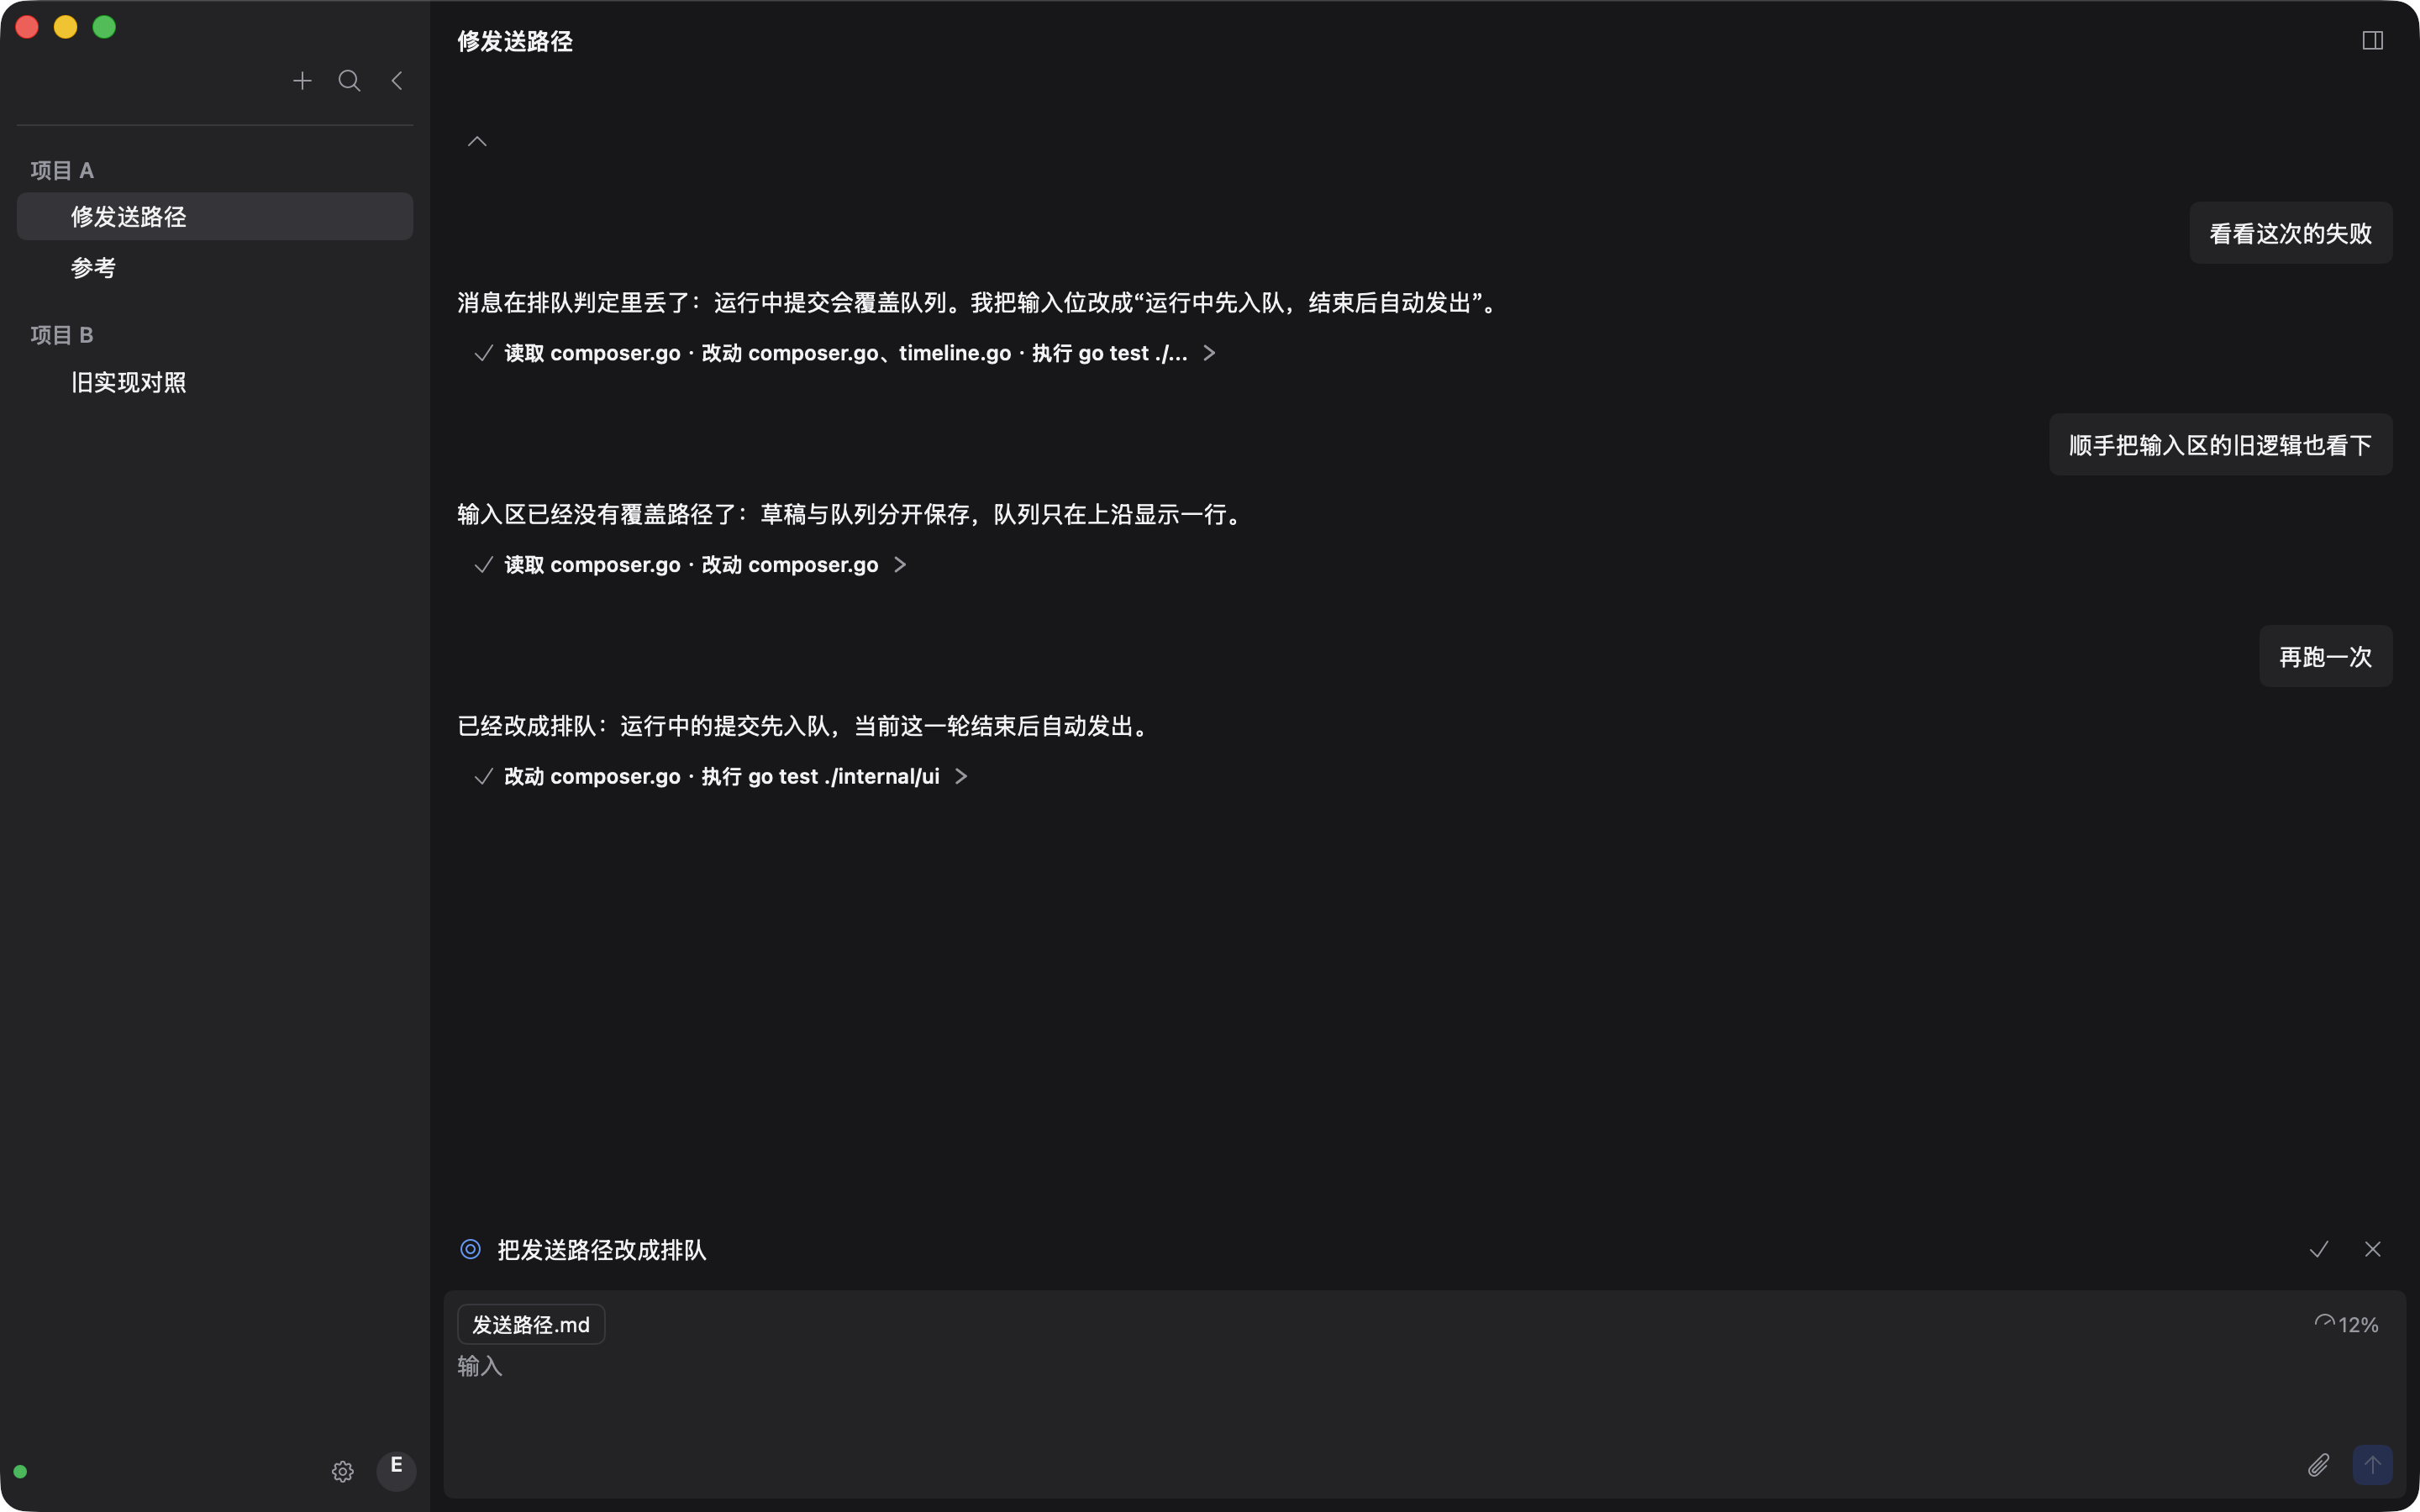 修发送路径
项目 A
修发送路径
参考
项目 B
旧实现对照
看看这次的失败
消息在排队判定里丢了：运行中提交会覆盖队列。我把输入位改成“运行中先入队，结束后自动发出”。
读取 composer.go · 改动 composer.go、timeline.go · 执行 go test ./...
顺手把输入区的旧逻辑也看下
输入区已经没有覆盖路径了：草稿与队列分开保存，队列只在上沿显示一行。
读取 composer.go · 改动 composer.go
再跑一次
已经改成排队：运行中的提交先入队，当前这一轮结束后自动发出。
改动 composer.go · 执行 go test ./internal/ui
把发送路径改成排队
发送路径.md
12%
输入
E